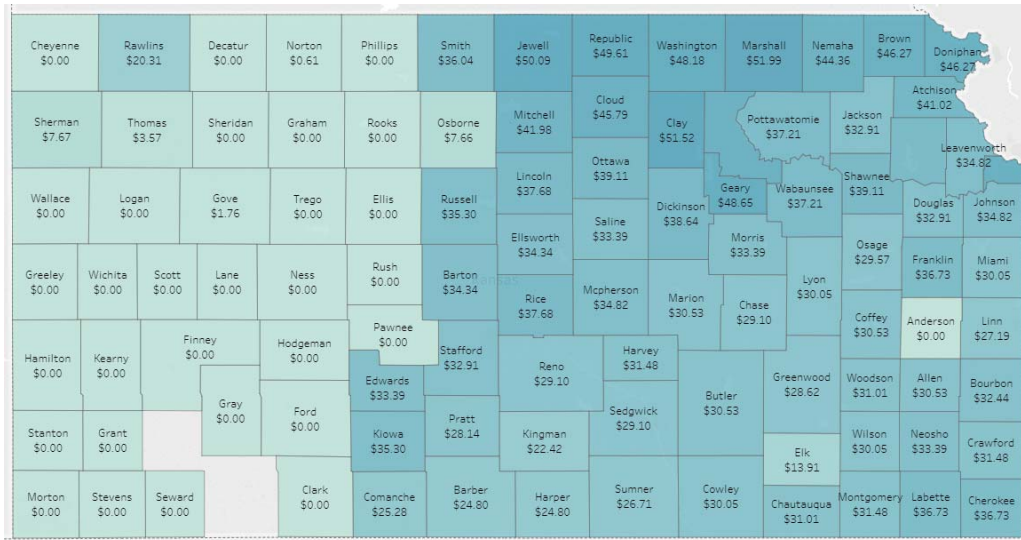 Cheyenne
$0.00
Rawlins
$20.31
Decatur
$0.00
Norton
$0.61
Phillips
$0.00
Smith
$36.04
Jewell
$50.09
Republic
$49.61
Washington
$48.18
Marshall
$51.99
Nemaha
$44.36
Brown
$46.27
Doniphan
$46.27
Atchison
$41.02
Sherman
$7.67
Thomas
$3.57
Sheridan
$0.00
Graham
$0.00
Rooks
$0.00
Osborne
$7.66
Mitchell
$41.98
Cloud
$45.79
Clay
$51.52
Pottawatomie
$37.21
Jackson
$32.91
Leavenworth
$34.82
Ottawa
$39.11
Lincoln
$37.68
Wallace
$0.00
Logan
$0.00
Gove
$1.76
Trego
$0.00
Ellis
$0.00
Russell
$35.30
Dickinson
$38.64
Geary
$48.65
Wabaunsee
$37.21
Shawnee
$39.11
Douglas
$32.91
Johnson
$34.82
Saline
$33.39
Ellsworth
$34.34
Morris
$33.39
Osage
$29.57
Franklin
$36.73
Miami
$30.05
Greeley
$0.00
Wichita
$0.00
Scott
$0.00
Lane
$0.00
Ness
$0.00
Rush
$0.00
Barton
$34.34
Kansas
Rice
$37.68
Mcpherson
$34.82
Marion
$30.53
Chase
$29.10
Lyon
$30.05
Coffey
$30.53
Anderson
$0.00
Linn
$27.19
Hamilton
$0.00
Kearny
$0.00
Finney
$0.00
Hodgeman
$0.00
Pawnee
$0.00
Stafford
$32.91
Edwards
$33.39
Reno
$29.10
Harvey
$31.48
Butler
$30.53
Greenwood
$28.62
Woodson
$31.01
Allen
$30.53
Bourbon
$32.44
Gray
$0.00
Ford
$0.00
Stanton
$0.00
Grant
$0.00
Kiowa
$35.30
Pratt
$28.14
Kingman
$22.42
Sedgwick
$29.10
Elk
$13.91
Wilson
$30.05
Neosho
$33.39
Crawford
$31.48
Morton
$0.00
Stevens
$0.00
Seward
$0.00
Clark
$0.00
Comanche
$25.28
Barber
$24.80
Harper
$24.80
Sumner
$26.71
Cowley
$30.05
Chautauqua
$31.01
Montgomery
$31.48
Labette
$36.73
Cherokee
$36.73